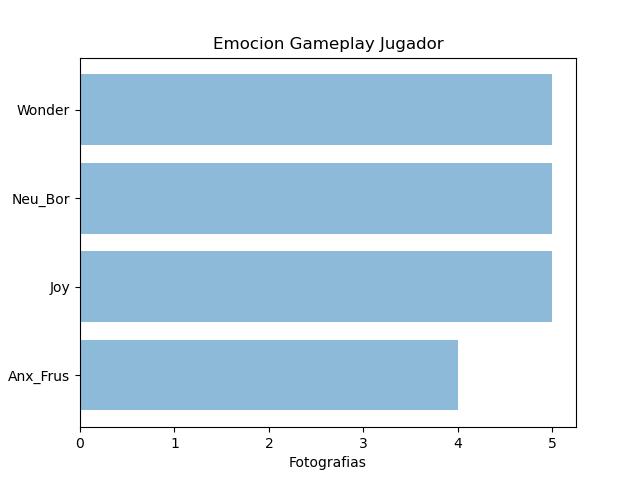 Emocion Gameplay Jugador
Wonder
Neu_Bor
Joy
Anx_Frus
0 1 2 3 4 5
Fotografias